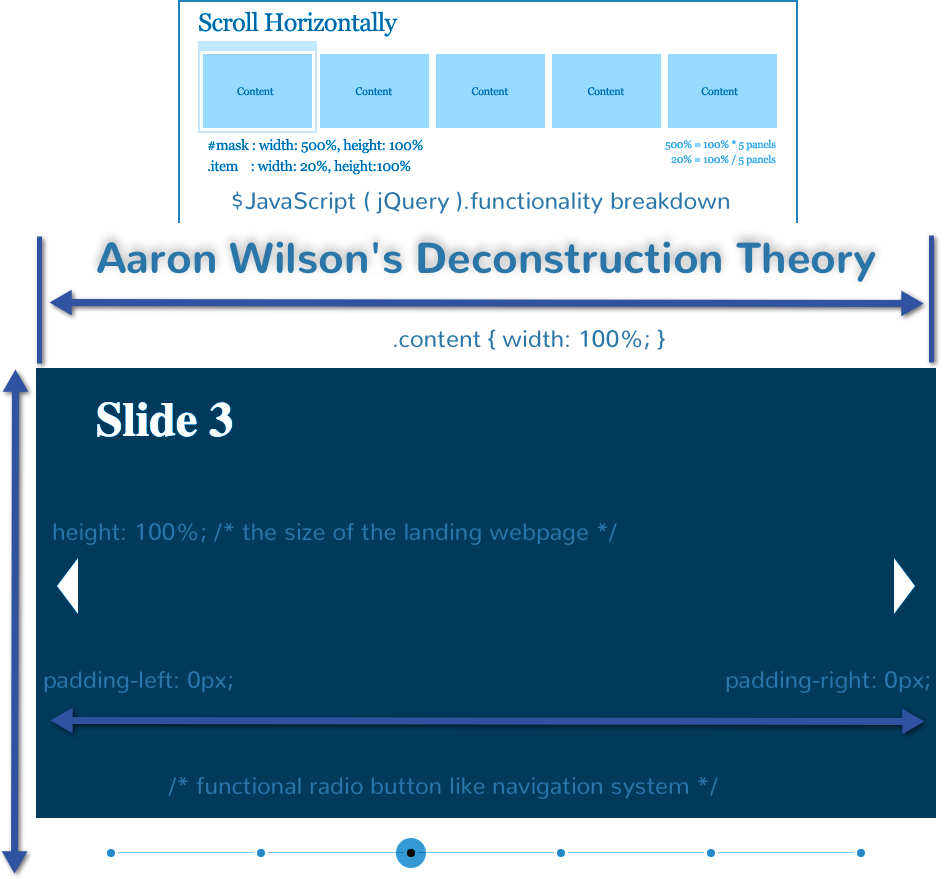 Scroll Horizontally
Content Content Content Content Content
#mask : width: 500%, height: 100%
500% = 100% * 5 panels
.item : width: 20%, height:100%
20% = 100% / 5 panels
$JavaScript ( jQuery ).functionality breakdown
Aaron Wilson's Deconstruction Theory
.content { width: 100%; }
Slide 3
height: 100%; /* the size of the landing webpage */
padding-left: 0px;
padding-right: 0px;
/* functional radio button like navigation system */